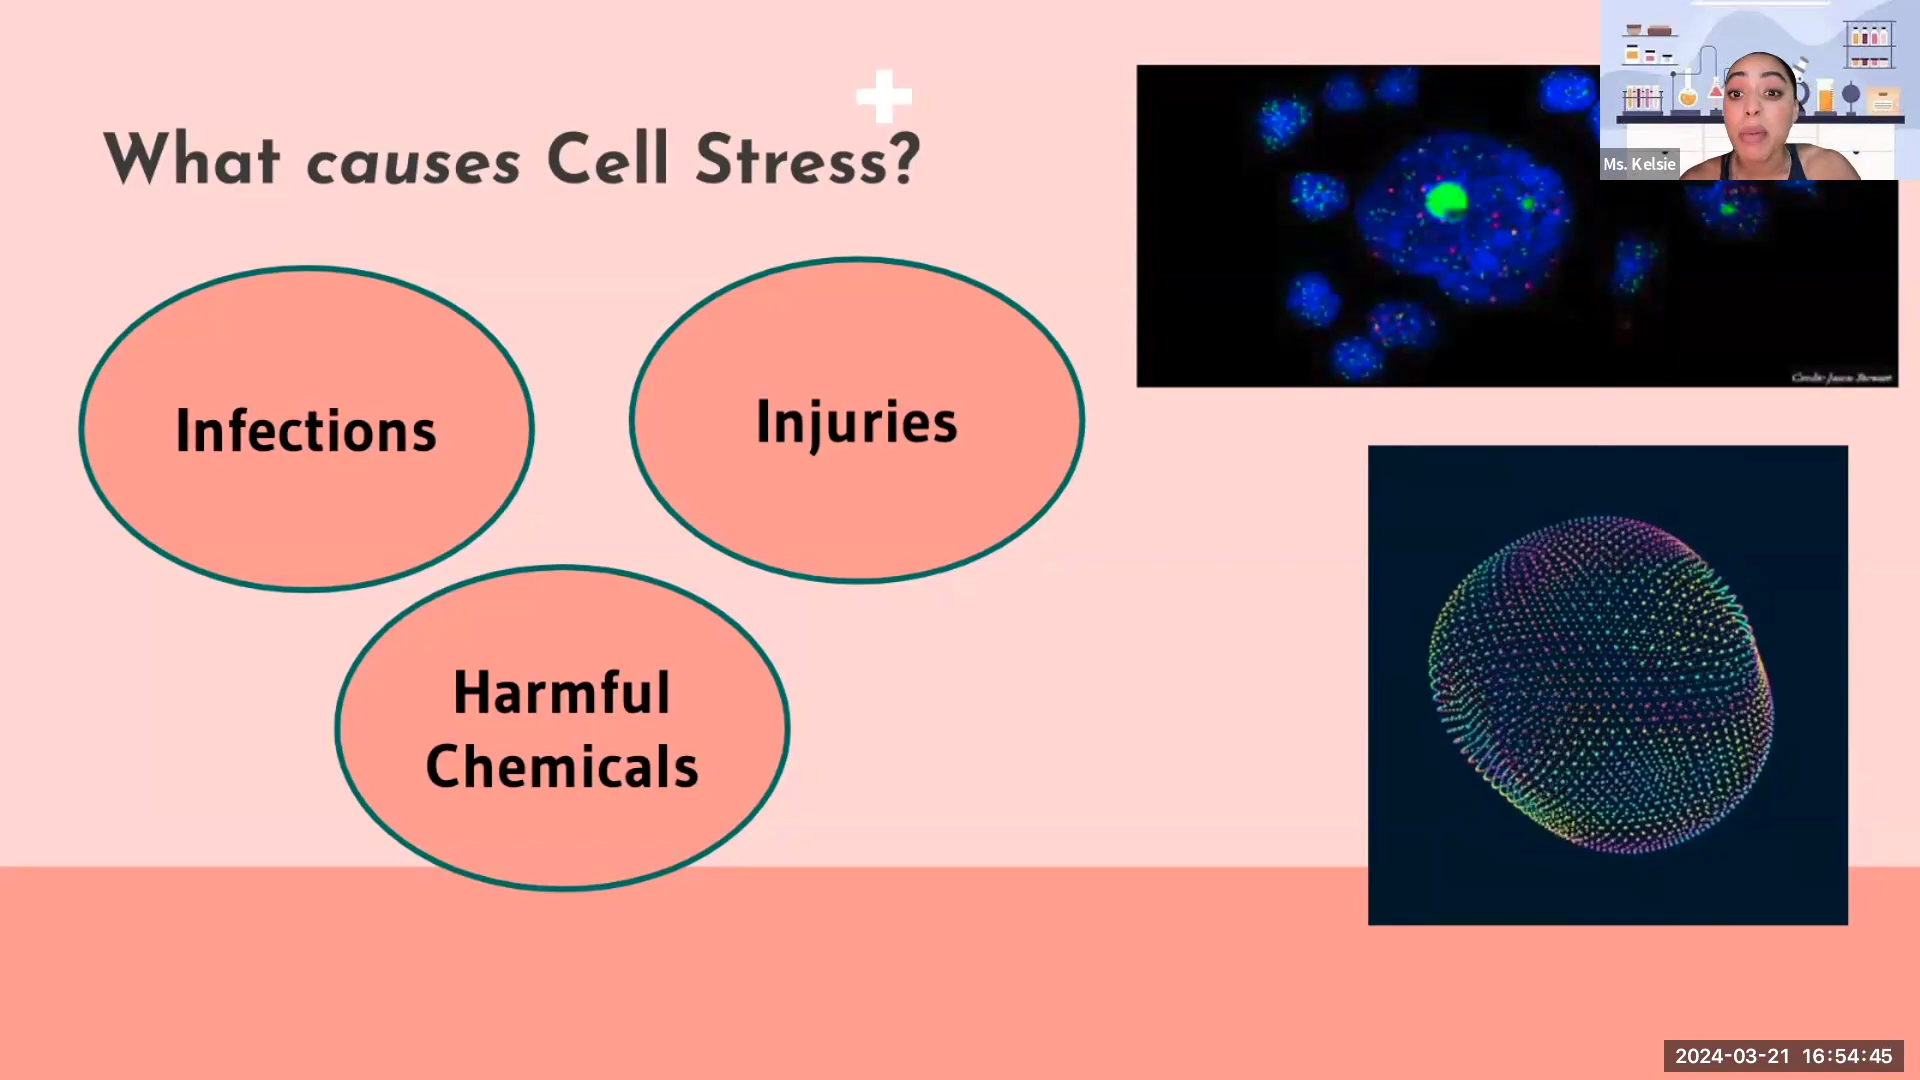 What causes Cell Stress?
Infections
Injuries
Harmful
Chemicals
Ms. Kelsie
2024-03-21 16:54:45